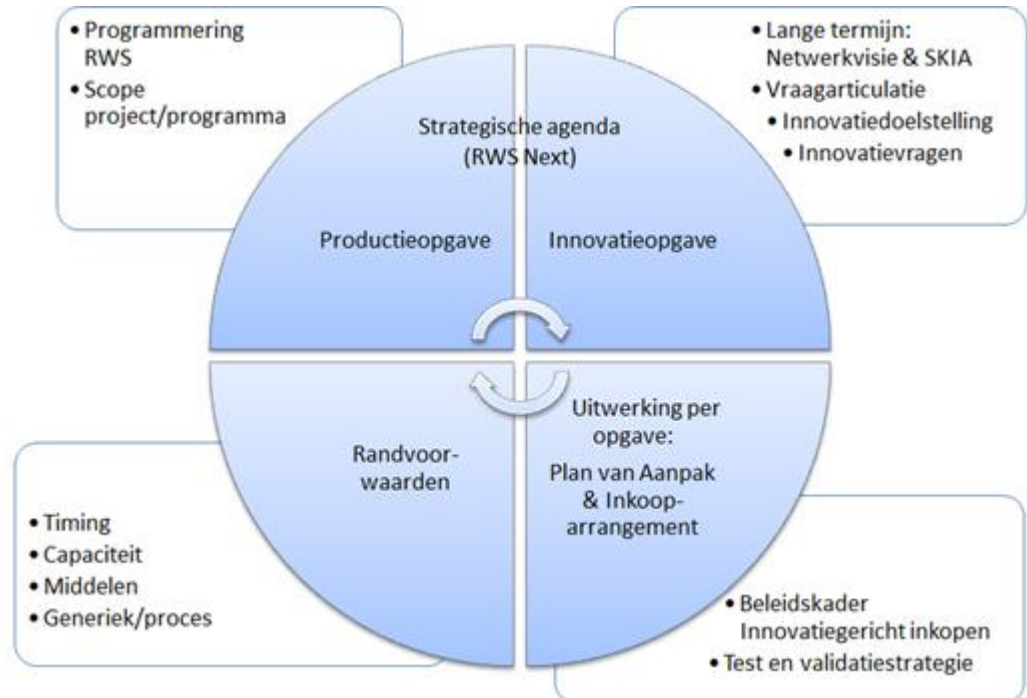 • Programmering
RWS
• Scope
project/programma
• Lange termijn:
Netwerkvisie & SKIA
• Vraagarticulatie
• Innovatiedoelstelling
• Innovatievragen
Strategische agenda
(RWS Next)
Productieopgave
Innovatieopgave
Randvoor-
waarden
Uitwerking per
opgave:
Plan van Aanpak
& Inkoop-
arrangement
• Timing
• Capaciteit
• Middelen
• Generiek/proces
• Beleidskader
Innovatiegericht inkopen
• Test en validatiestrategie